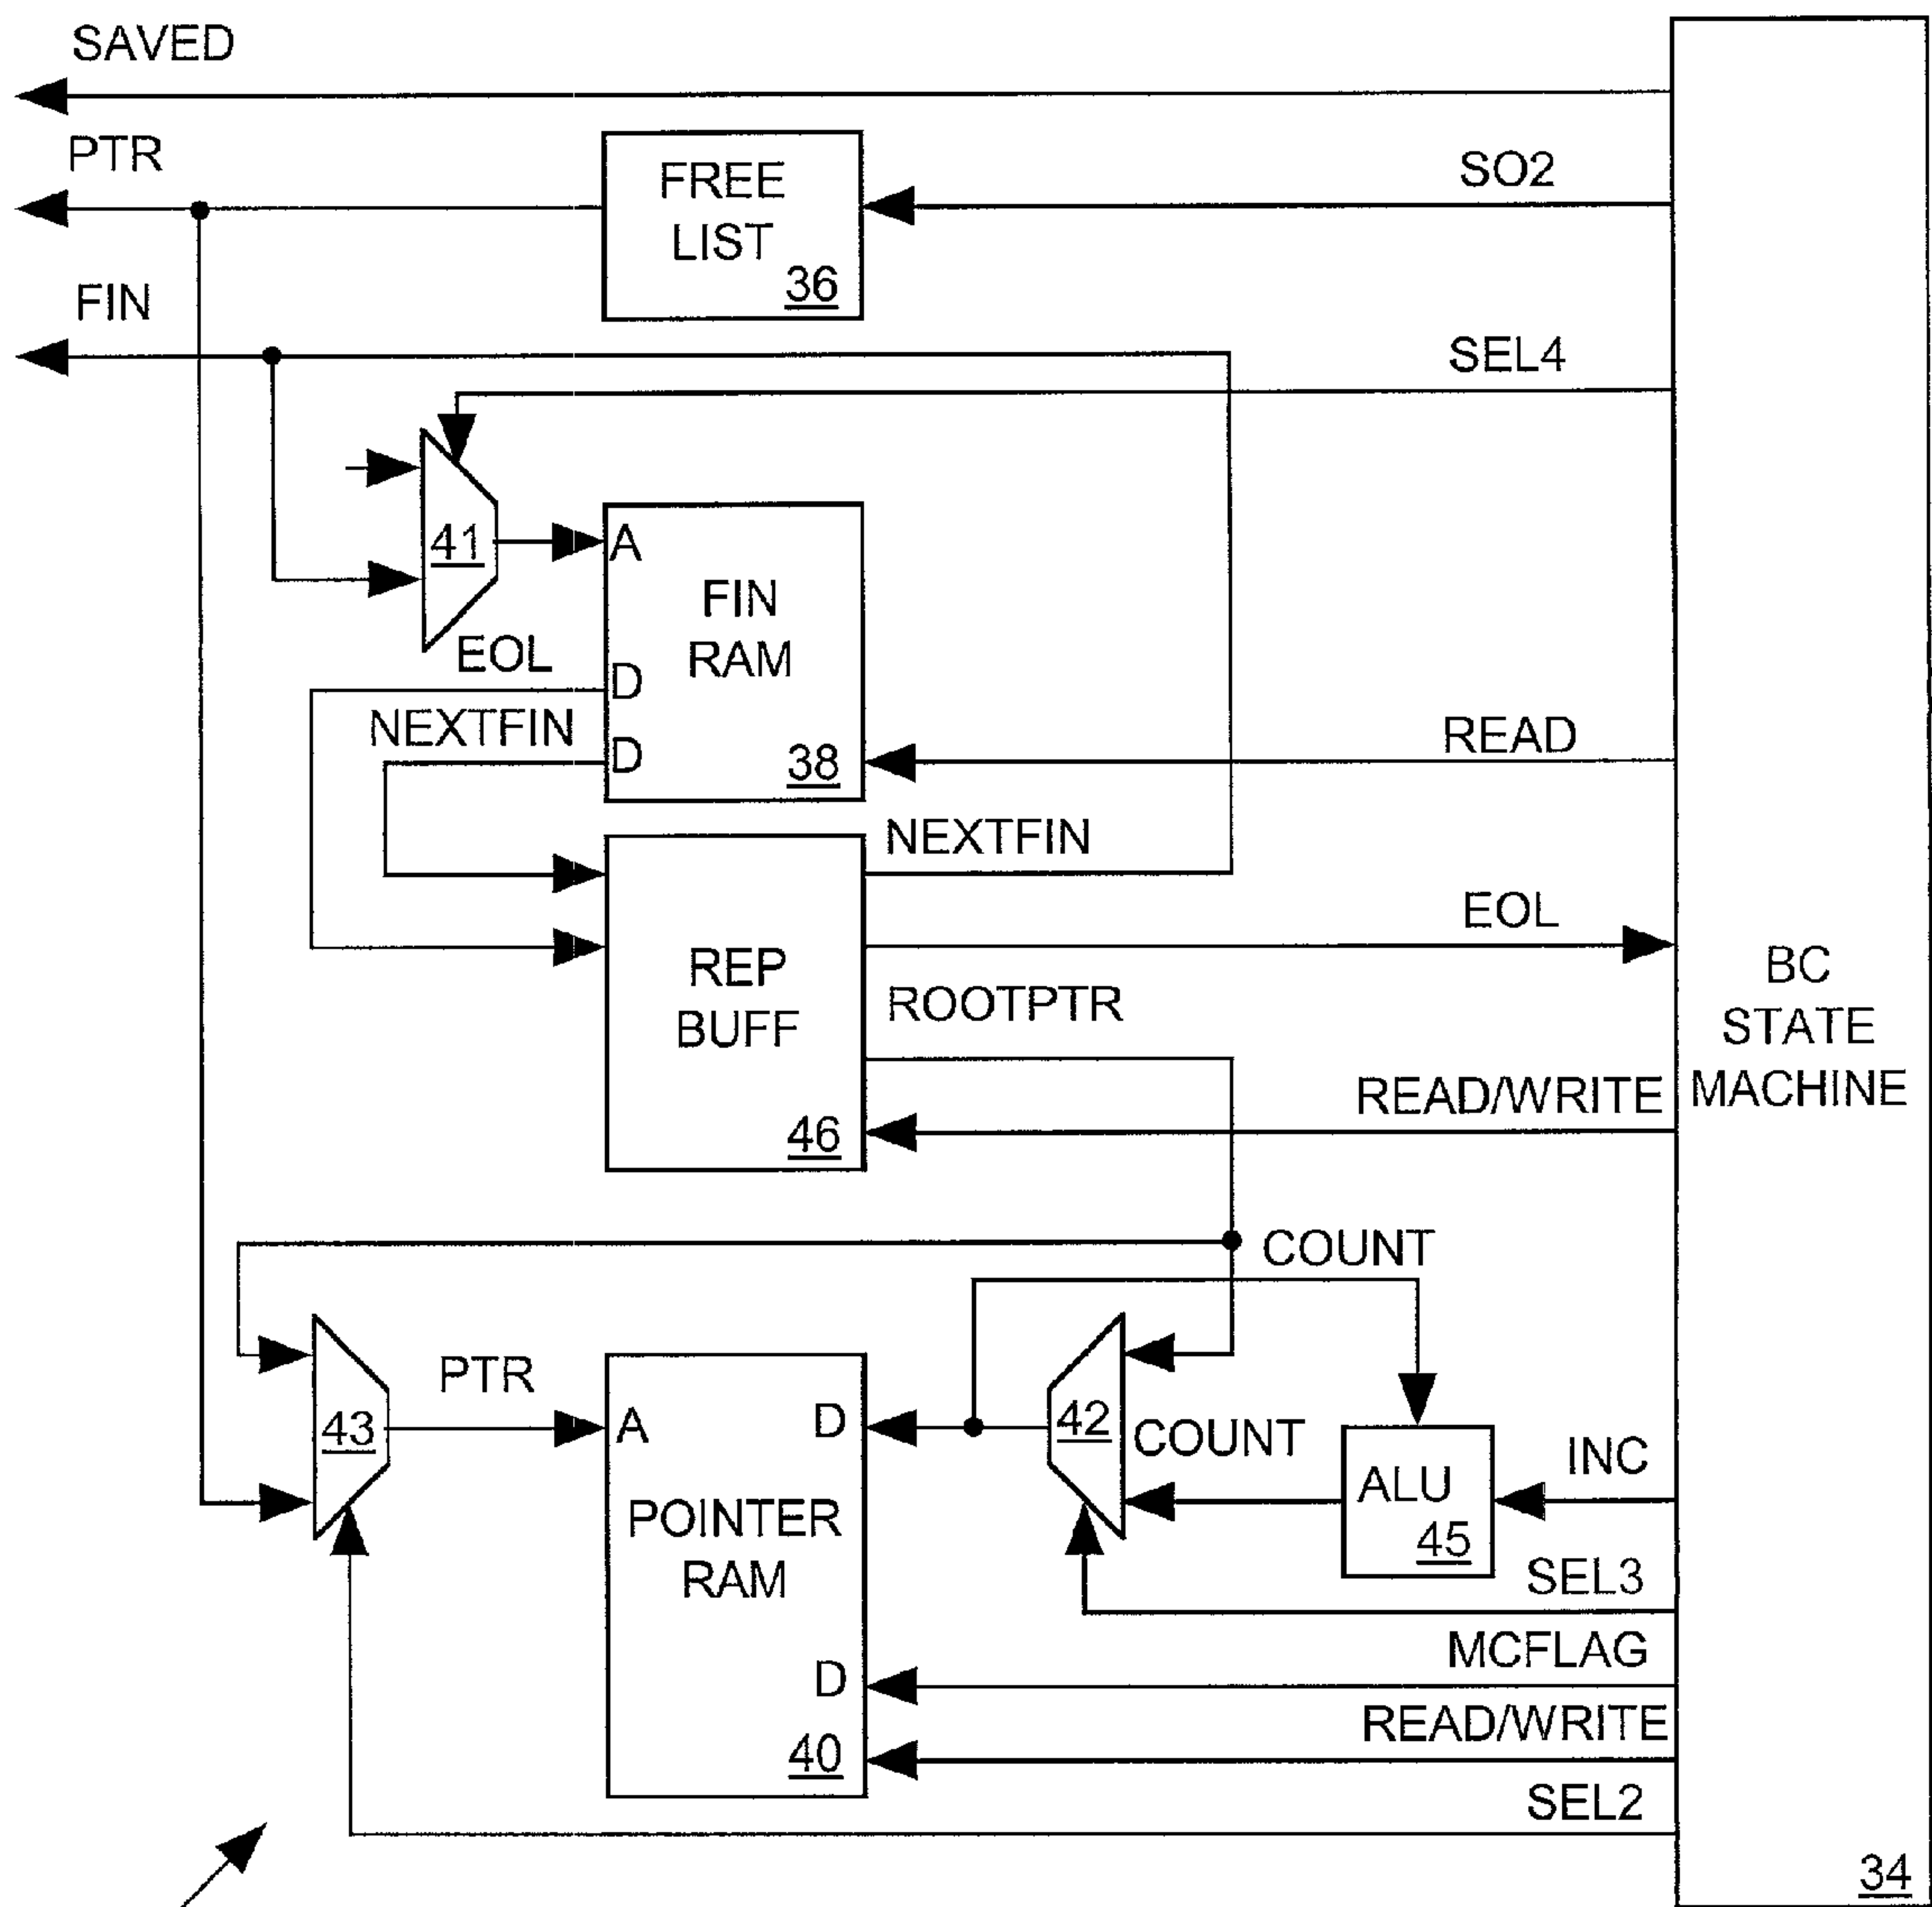 SAVED
PTR
FREE
LIST
36
SO2
FIN
SEL4
41
A
FIN
RAM
EOL
D
NEXTFIN
D
38
READ
NEXTFIN
EOL
REP
BUFF
ROOTPTR
46
READ/WRITE
BC
STATE
MACHINE
COUNT
PTR
43
A
D
42
COUNT
ALU
45
INC
POINTER
RAM
SEL3
MCFLAG
D
READ/WRITE
40
SEL2
34